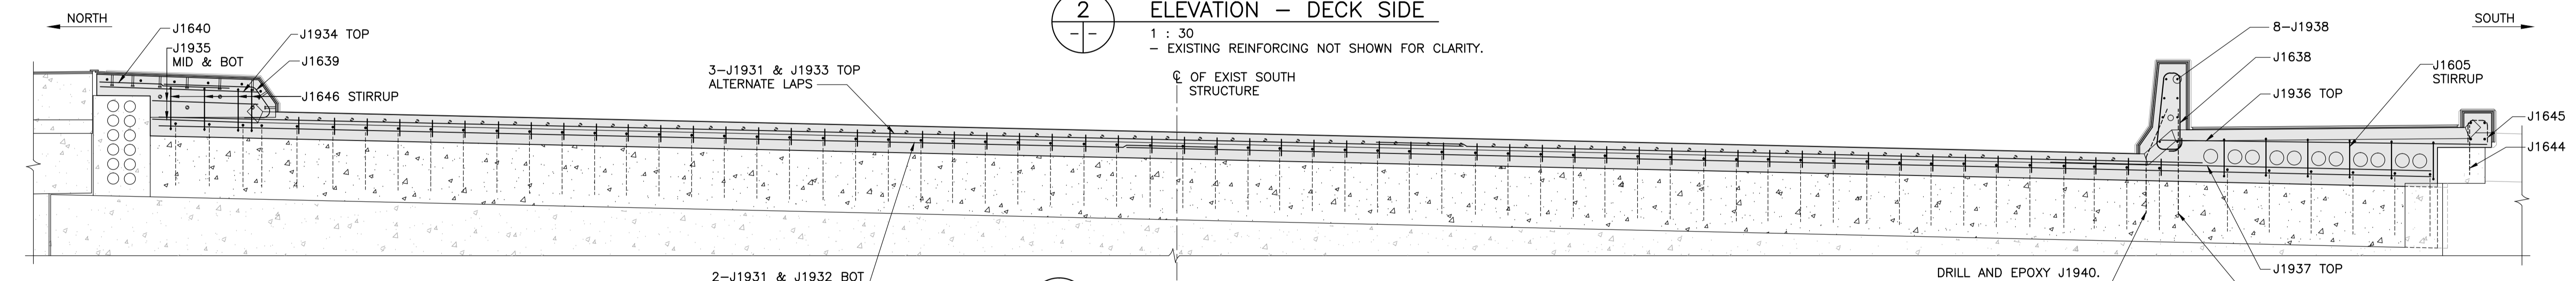 2
ELEVATION – DECK SIDE
- -
1 : 30
– EXISTING REINFORCING NOT SHOWN FOR CLARITY.
NORTH
SOUTH
J1640
J1934 TOP
J1935
MID & BOT
J1639
J1646 STIRRUP
3-J1931 & J1933 TOP
ALTERNATE LAPS
℄ OF EXIST SOUTH
STRUCTURE
8-J1938
J1638
J1605
STIRRUP
J1936 TOP
J1645
J1644
2-J1931 & J1932 BOT
DRILL AND EPOXY J1940.
J1937 TOP